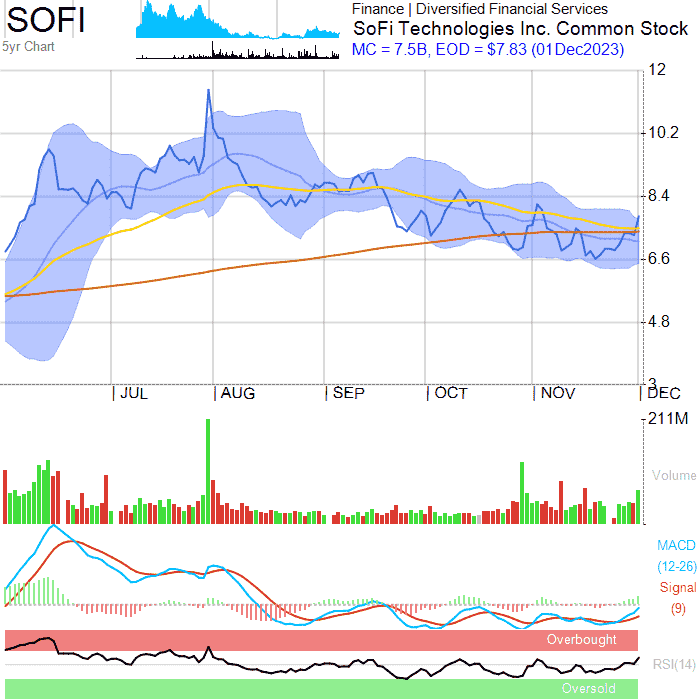 SOFI
5yr Chart
Finance | Diversified Financial Services
SoFi Technologies Inc. Common Stock
MC = 7.5B, EOD = $7.83 (01Dec2023)
12
10.2
8.4
6.6
4.8
3
JUL
AUG
SEP
OCT
NOV
DEC
211M
Volume
MACD
(12-26)
Signal
(9)
Overbought
RSI(14)
Oversold